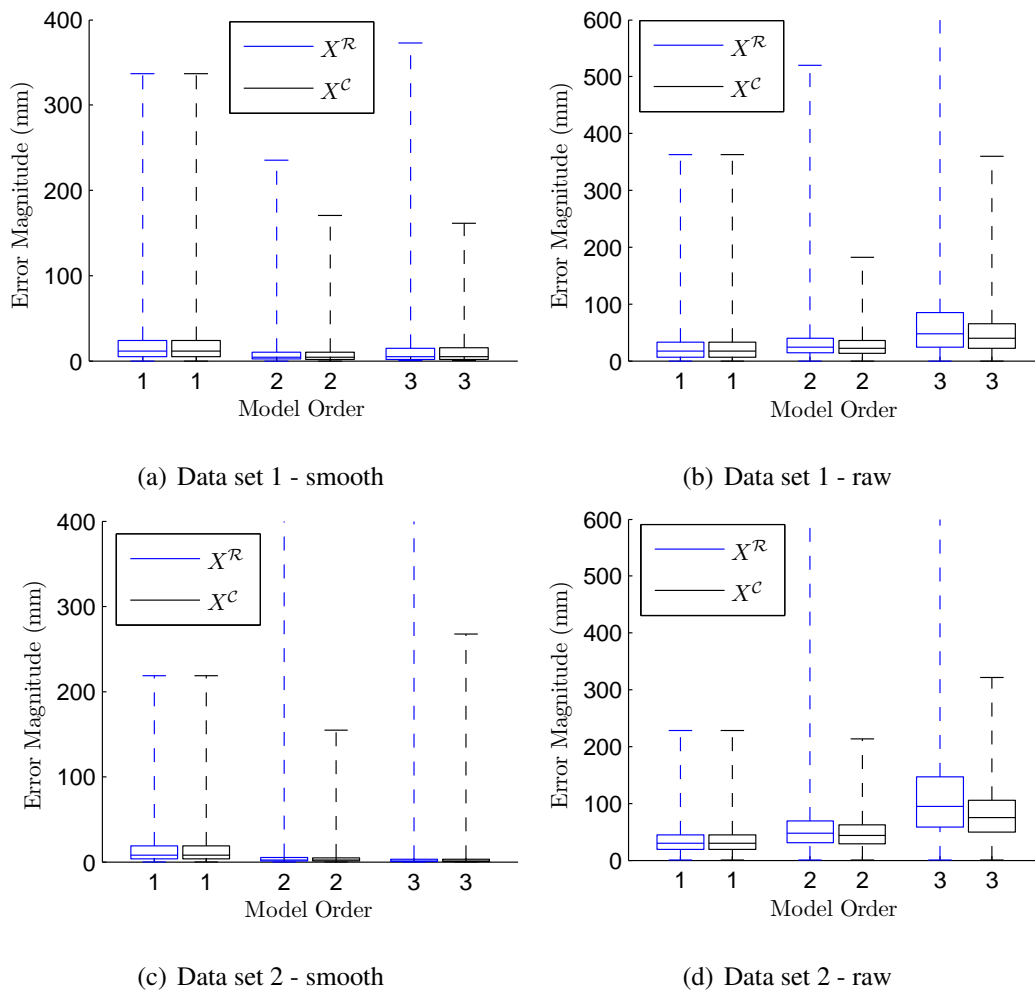 400
300
200
100
0
Error Magnitude (mm)
X^R
X^C
1 1 2 2 3 3
Model Order
(a) Data set 1 - smooth
600
500
400
300
200
100
0
Error Magnitude (mm)
X^R
X^C
1 1 2 2 3 3
Model Order
(b) Data set 1 - raw
400
300
200
100
0
Error Magnitude (mm)
X^R
X^C
1 1 2 2 3 3
Model Order
(c) Data set 2 - smooth
600
500
400
300
200
100
0
Error Magnitude (mm)
X^R
X^C
1 1 2 2 3 3
Model Order
(d) Data set 2 - raw